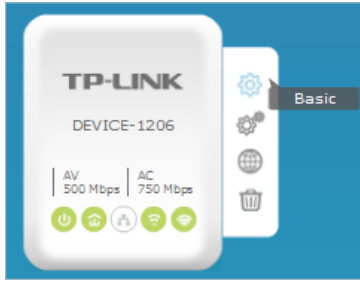 TP-LINK
Basic
DEVICE-1206
AV
500 Mbps
AC
750 Mbps